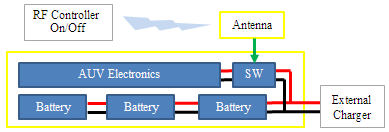 RF Controller
On/Off
Antenna
AUV Electronics
SW
Battery
Battery
Battery
External
Charger